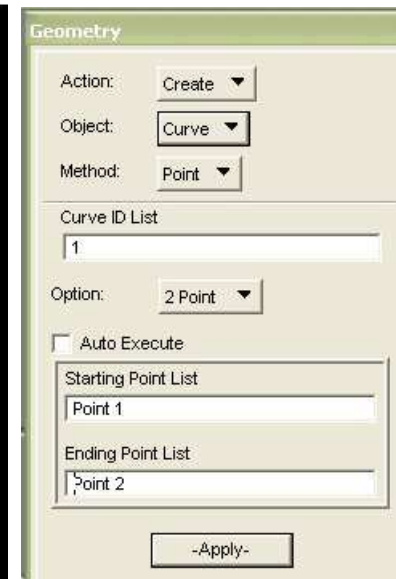 Geometry
Action: Create
Object: Curve
Method: Point
Curve ID List
1
Option: 2 Point
Auto Execute
Starting Point List
Point 1
Ending Point List
Point 2
-Apply-